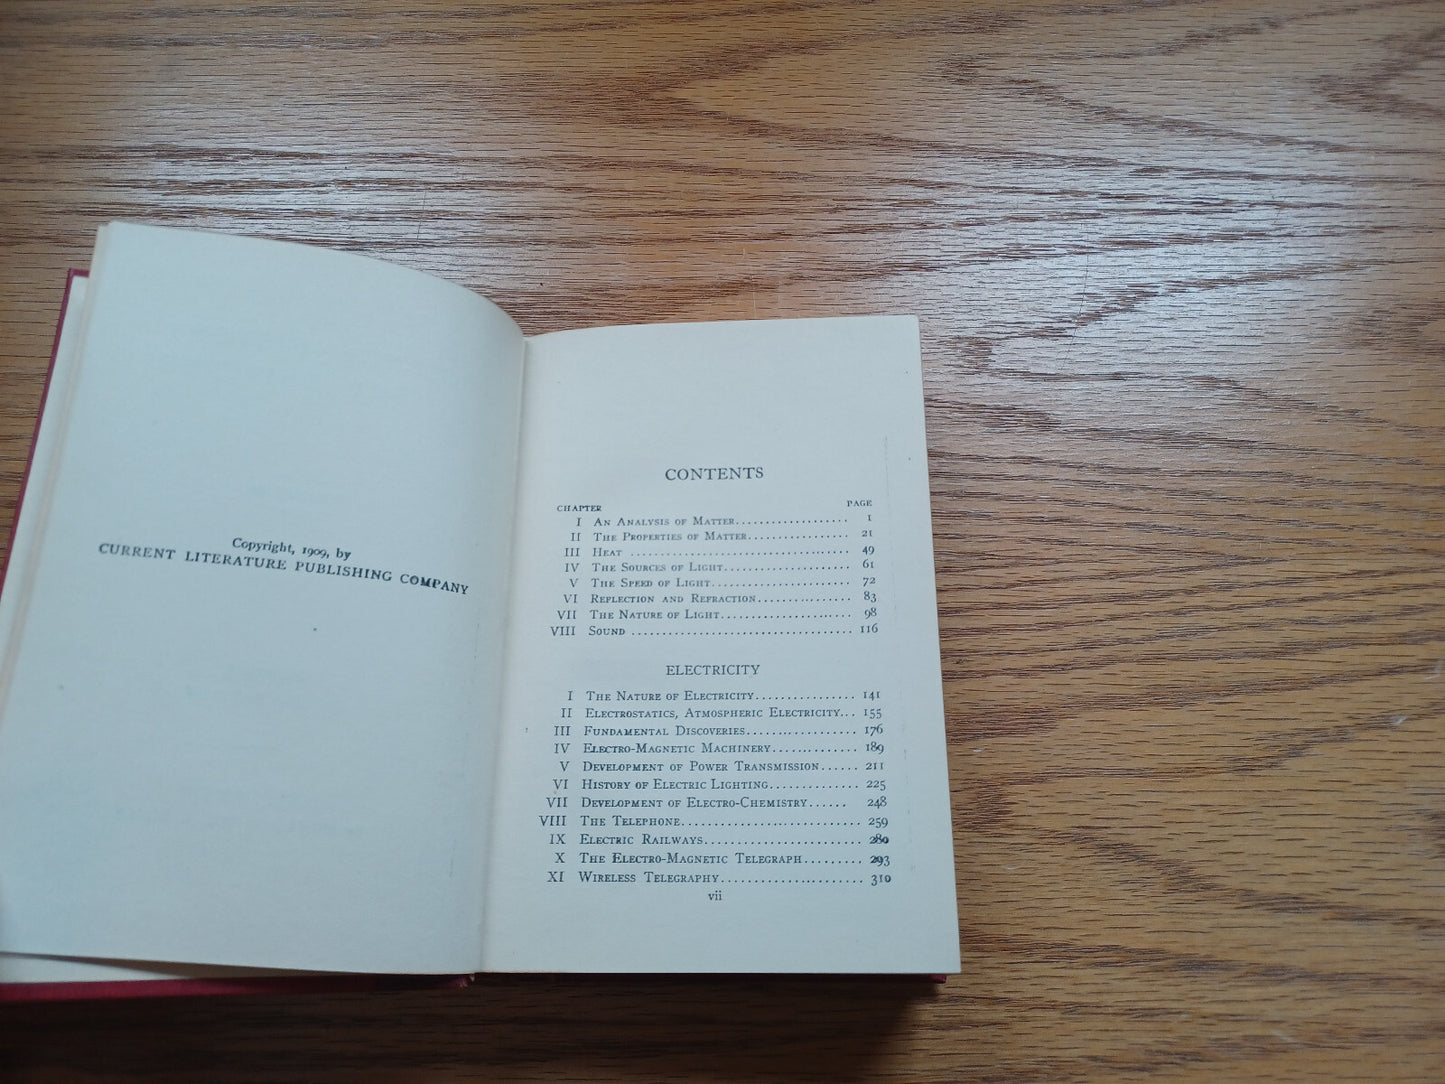 Copyright, 1909, by
CURRENT LITERATURE PUBLISHING COMPANY
CONTENTS
CHAPTER PAGE
I AN ANALYSIS OF MATTER................... 1
II THE PROPERTIES OF MATTER................. 21
III HEAT .................................... 49
IV THE SOURCES OF LIGHT..................... 61
V THE SPEED OF LIGHT....................... 72
VI REFLECTION AND REFRACTION................ 83
VII THE NATURE OF LIGHT...................... 98
VIII SOUND .................................... 116
ELECTRICITY
I THE NATURE OF ELECTRICITY................ 141
II ELECTROSTATICS, ATMOSPHERIC ELECTRICITY... 155
III FUNDAMENTAL DISCOVERIES.................. 176
IV ELECTRO-MAGNETIC MACHINERY.............. 189
V DEVELOPMENT OF POWER TRANSMISSION...... 211
VI HISTORY OF ELECTRIC LIGHTING.............. 225
VII DEVELOPMENT OF ELECTRO-CHEMISTRY...... 248
VIII THE TELEPHONE............................. 259
IX ELECTRIC RAILWAYS......................... 280
X THE ELECTRO-MAGNETIC TELEGRAPH......... 293
XI WIRELESS TELEGRAPHY....................... 310
vii